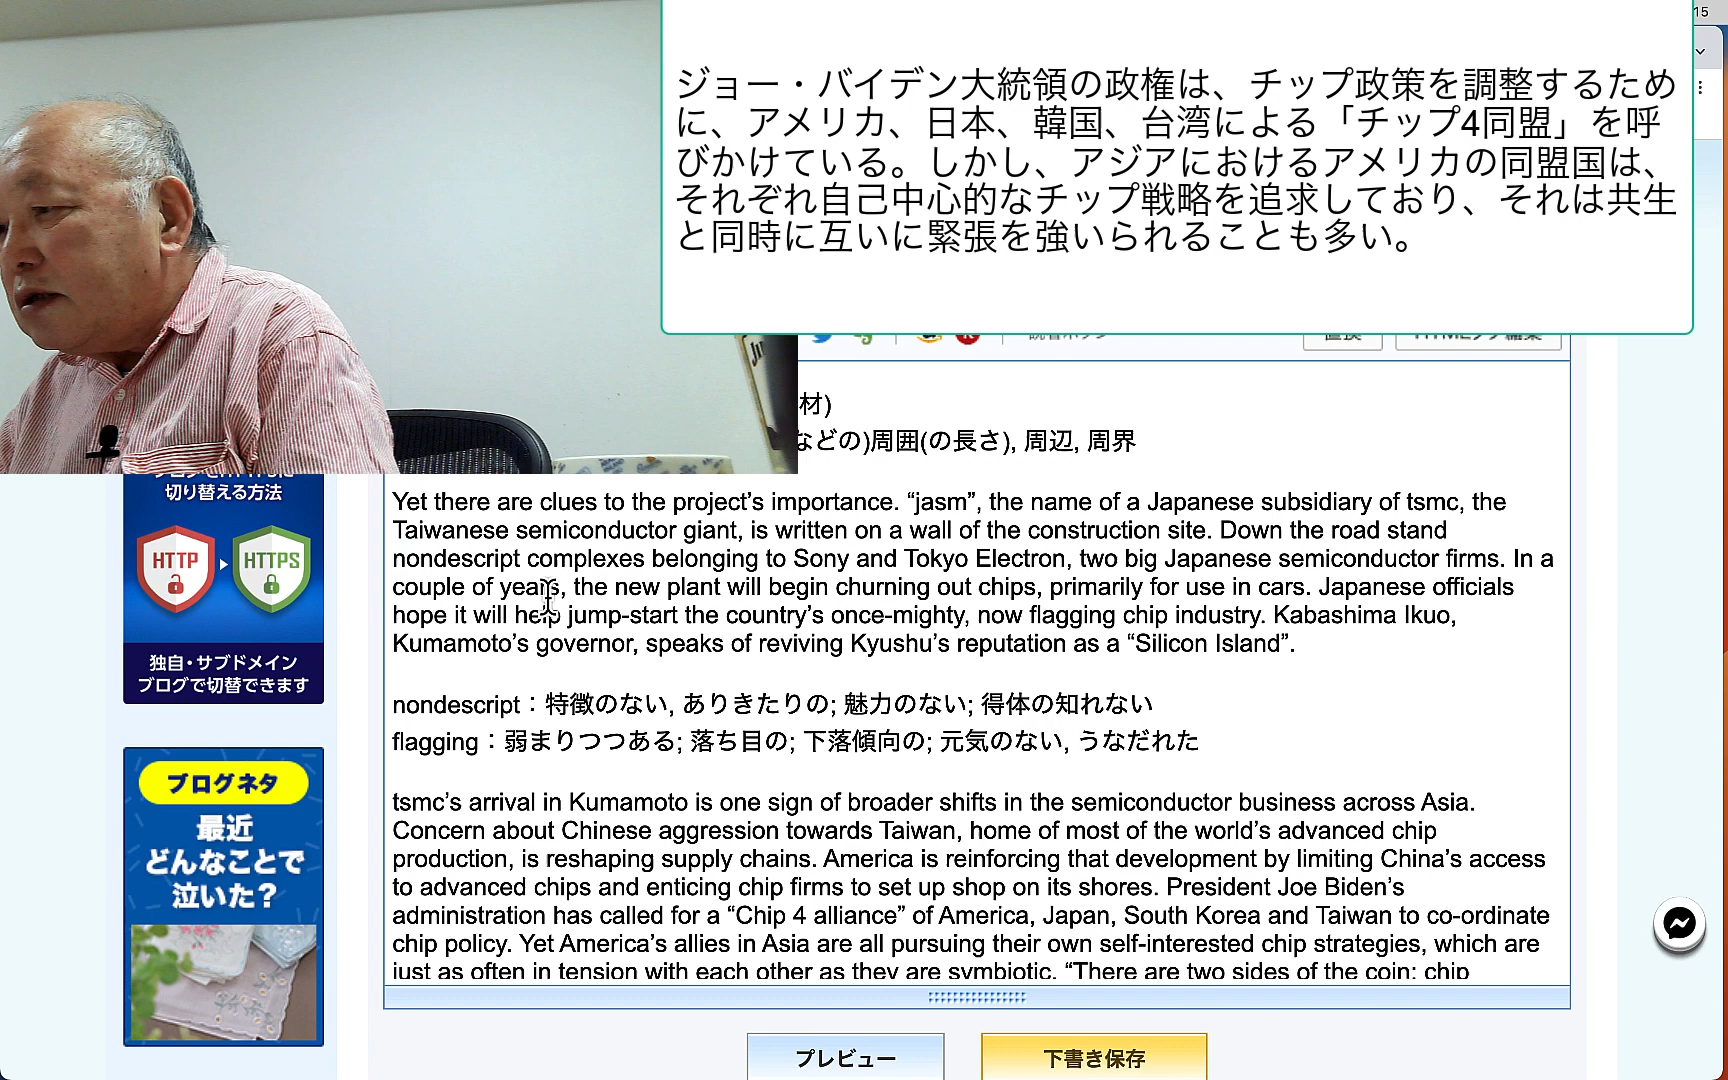 15
ジョー・バイデン大統領の政権は、チップ政策を調整するため
に、アメリカ、日本、韓国、台湾による「チップ4同盟」を呼
びかけている。しかし、アジアにおけるアメリカの同盟国は、
それぞれ自己中心的なチップ戦略を追求しており、それは共生
と同時に互いに緊張を強いられることも多い。
材)
などの)周囲(の長さ), 周辺, 周界
Yet there are clues to the project’s importance. “jasm”, the name of a Japanese subsidiary of tsmc, the
Taiwanese semiconductor giant, is written on a wall of the construction site. Down the road stand
nondescript complexes belonging to Sony and Tokyo Electron, two big Japanese semiconductor firms. In a
couple of years, the new plant will begin churning out chips, primarily for use in cars. Japanese officials
hope it will help jump-start the country’s once-mighty, now flagging chip industry. Kabashima Ikuo,
Kumamoto’s governor, speaks of reviving Kyushu’s reputation as a “Silicon Island”.
nondescript：特徴のない, ありきたりの; 魅力のない; 得体の知れない
flagging：弱まりつつある; 落ち目の; 下落傾向の; 元気のない, うなだれた
tsmc’s arrival in Kumamoto is one sign of broader shifts in the semiconductor business across Asia.
Concern about Chinese aggression towards Taiwan, home of most of the world’s advanced chip
production, is reshaping supply chains. America is reinforcing that development by limiting China’s access
to advanced chips and enticing chip firms to set up shop on its shores. President Joe Biden’s
administration has called for a “Chip 4 alliance” of America, Japan, South Korea and Taiwan to co-ordinate
chip policy. Yet America’s allies in Asia are all pursuing their own self-interested chip strategies, which are
just as often in tension with each other as they are symbiotic. “There are two sides of the coin: chip
切り替える方法
HTTP
HTTPS
独自・サブドメイン
ブログで切替できます
ブログネタ
最近
どんなことで
泣いた？
プレビュー
下書き保存